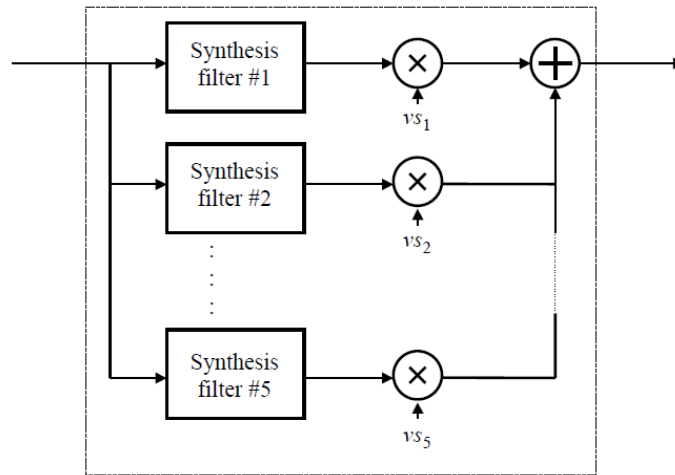 Synthesis
filter #1
vs1
Synthesis
filter #2
vs2
Synthesis
filter #5
vs5